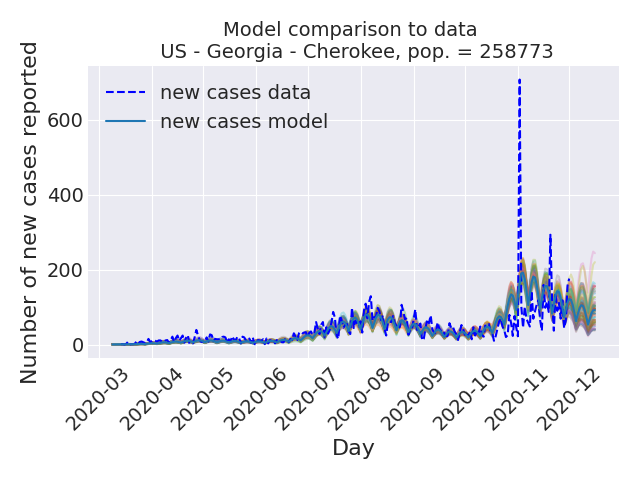 Model comparison to data
US - Georgia - Cherokee, pop. = 258773
Number of new cases reported
new cases data
new cases model
600
400
200
0
2020-03
2020-04
2020-05
2020-06
2020-07
2020-08
2020-09
2020-10
2020-11
2020-12
Day